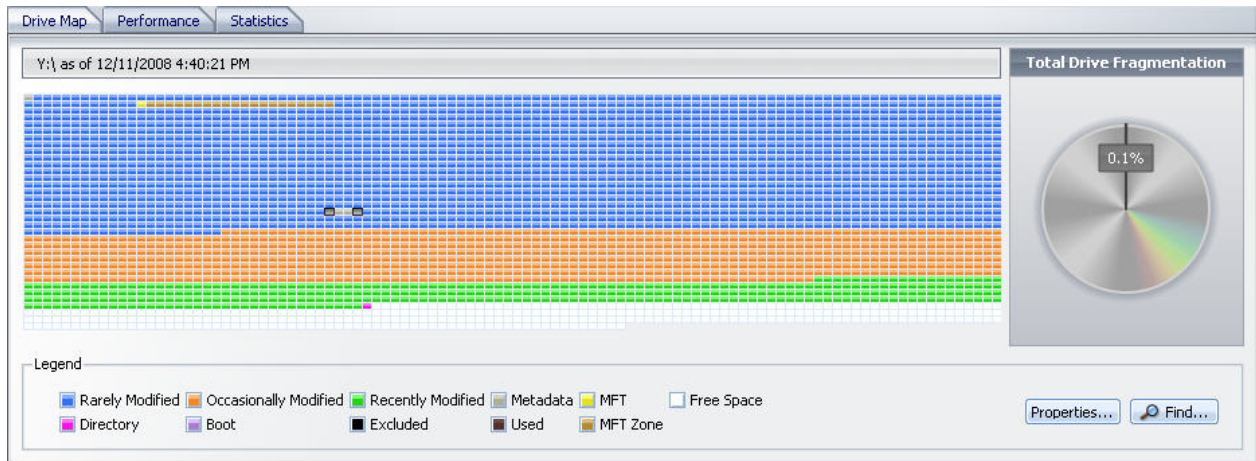 Drive Map Performance Statistics
Y:\ as of 12/11/2008 4:40:21 PM
Total Drive Fragmentation
0.1%
Legend
Rarely Modified Occasionally Modified Recently Modified Metadata MFT Free Space
Directory Boot Excluded Used MFT Zone
Properties... Find...